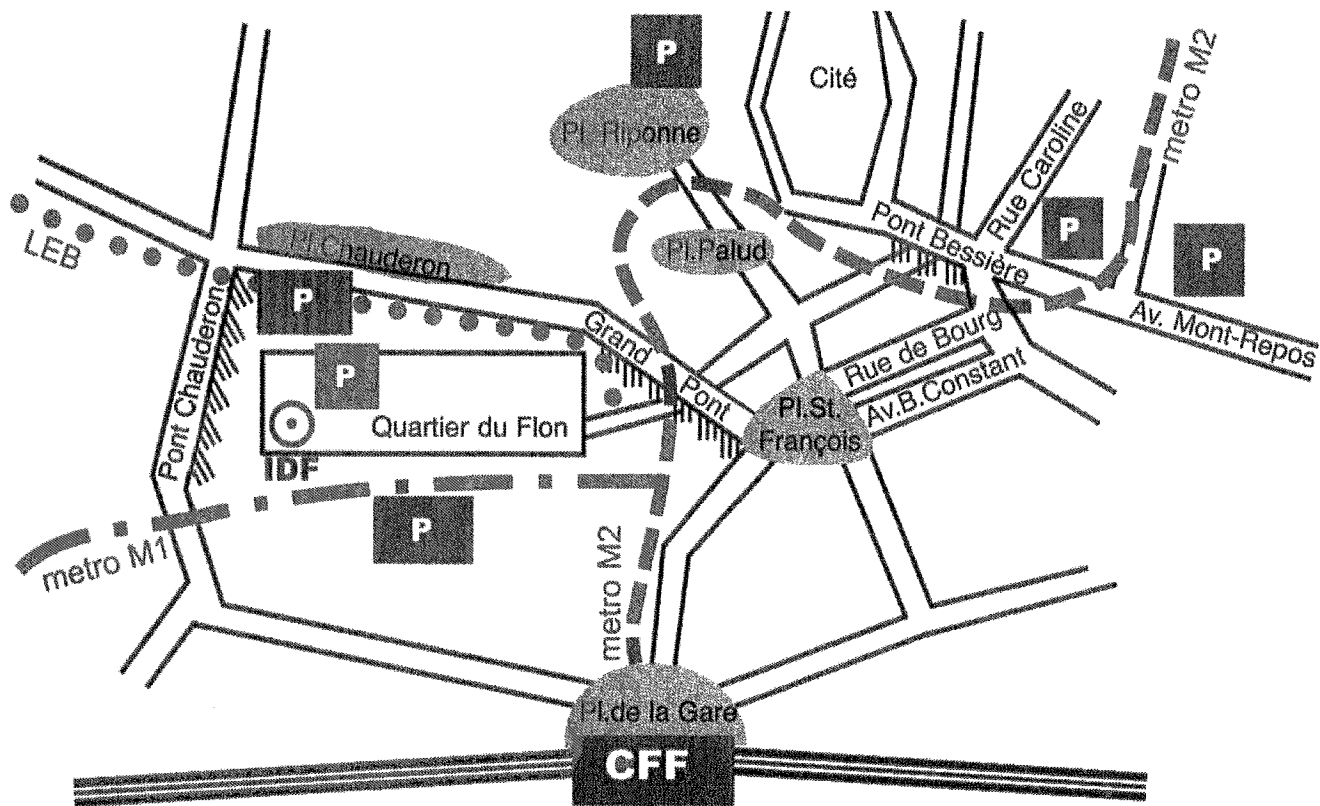 P
Cité
metro M2
Pl. Riponne
Rue Caroline
P
P
LEB
Pl.Chauderon
Pl.Palud
Pont Bessière
P
Pont Chauderon
Grand
Pont
Rue de Bourg
Av. Mont-Repos
P
Quartier du Flon
Pl.St.
François
Av.B.Constant
IDF
P
metro M1
metro M2
Pl.de la Gare
CFF